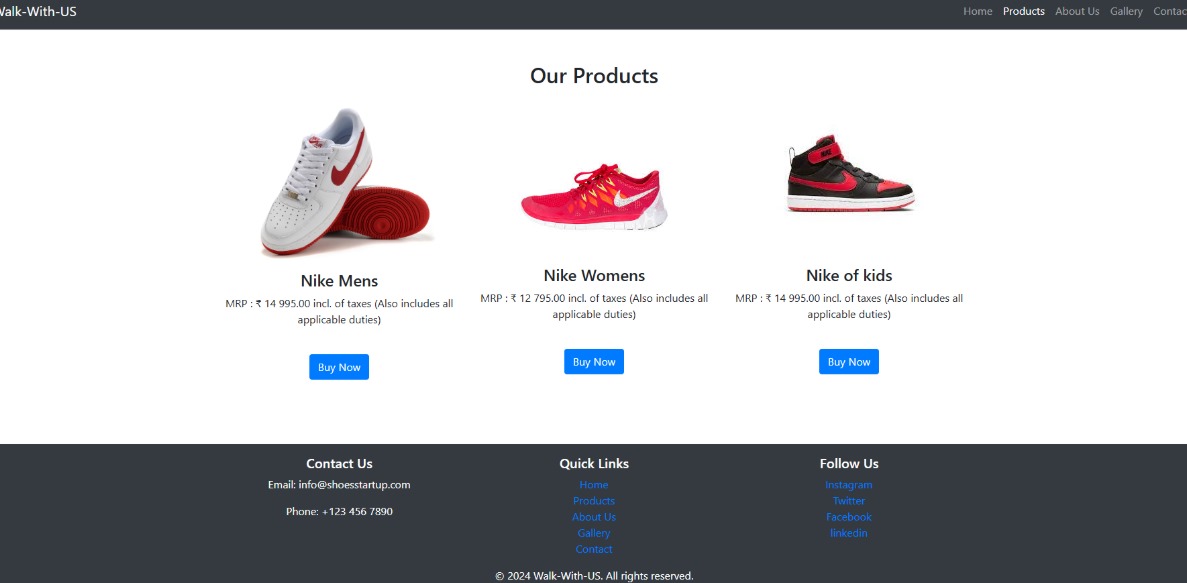 Walk-With-US
Home Products About Us Gallery Contac
Our Products
Nike Mens
MRP : ₹ 14 995.00 incl. of taxes (Also includes all
applicable duties)
Buy Now
Nike Womens
MRP : ₹ 12 795.00 incl. of taxes (Also includes all
applicable duties)
Buy Now
Nike of kids
MRP : ₹ 14 995.00 incl. of taxes (Also includes all
applicable duties)
Buy Now
Contact Us
Email: info@shoesstartup.com
Phone: +123 456 7890
Quick Links
Home
Products
About Us
Gallery
Contact
Follow Us
Instagram
Twitter
Facebook
linkedin
© 2024 Walk-With-US. All rights reserved.